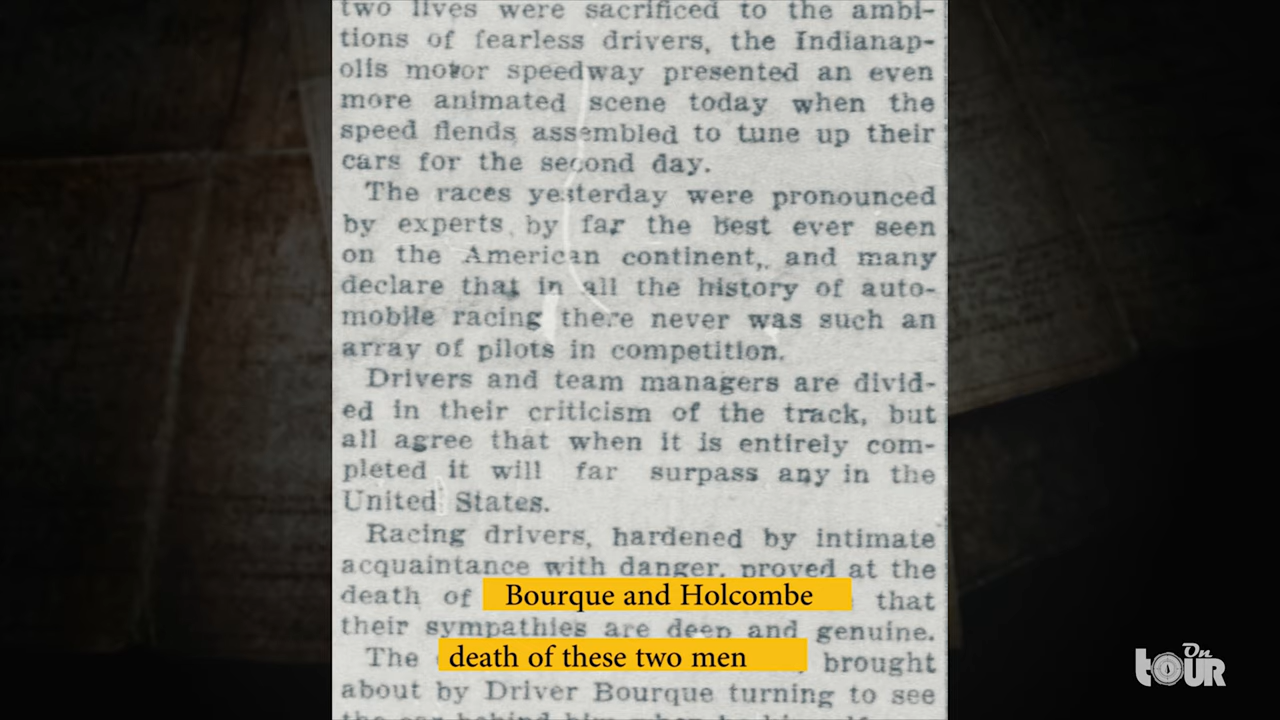 two lives were sacrificed to the ambi-
tions of fearless drivers, the Indianap-
olis motor speedway presented an even
more animated scene today when the
speed fiends assembled to tune up their
cars for the second day.
The races yesterday were pronounced
by experts by far the best ever seen
on the American continent, and many
declare that in all the history of auto-
mobile racing there never was such an
array of pilots in competition.
Drivers and team managers are divid-
ed in their criticism of the track, but
all agree that when it is entirely com-
pleted it will far surpass any in the
United States.
Racing drivers, hardened by intimate
acquaintance with danger, proved at the
death of Bourque and Holcombe that
their sympathies are deep and genuine.
The death of these two men brought
about by Driver Bourque turning to see
On
tOUR